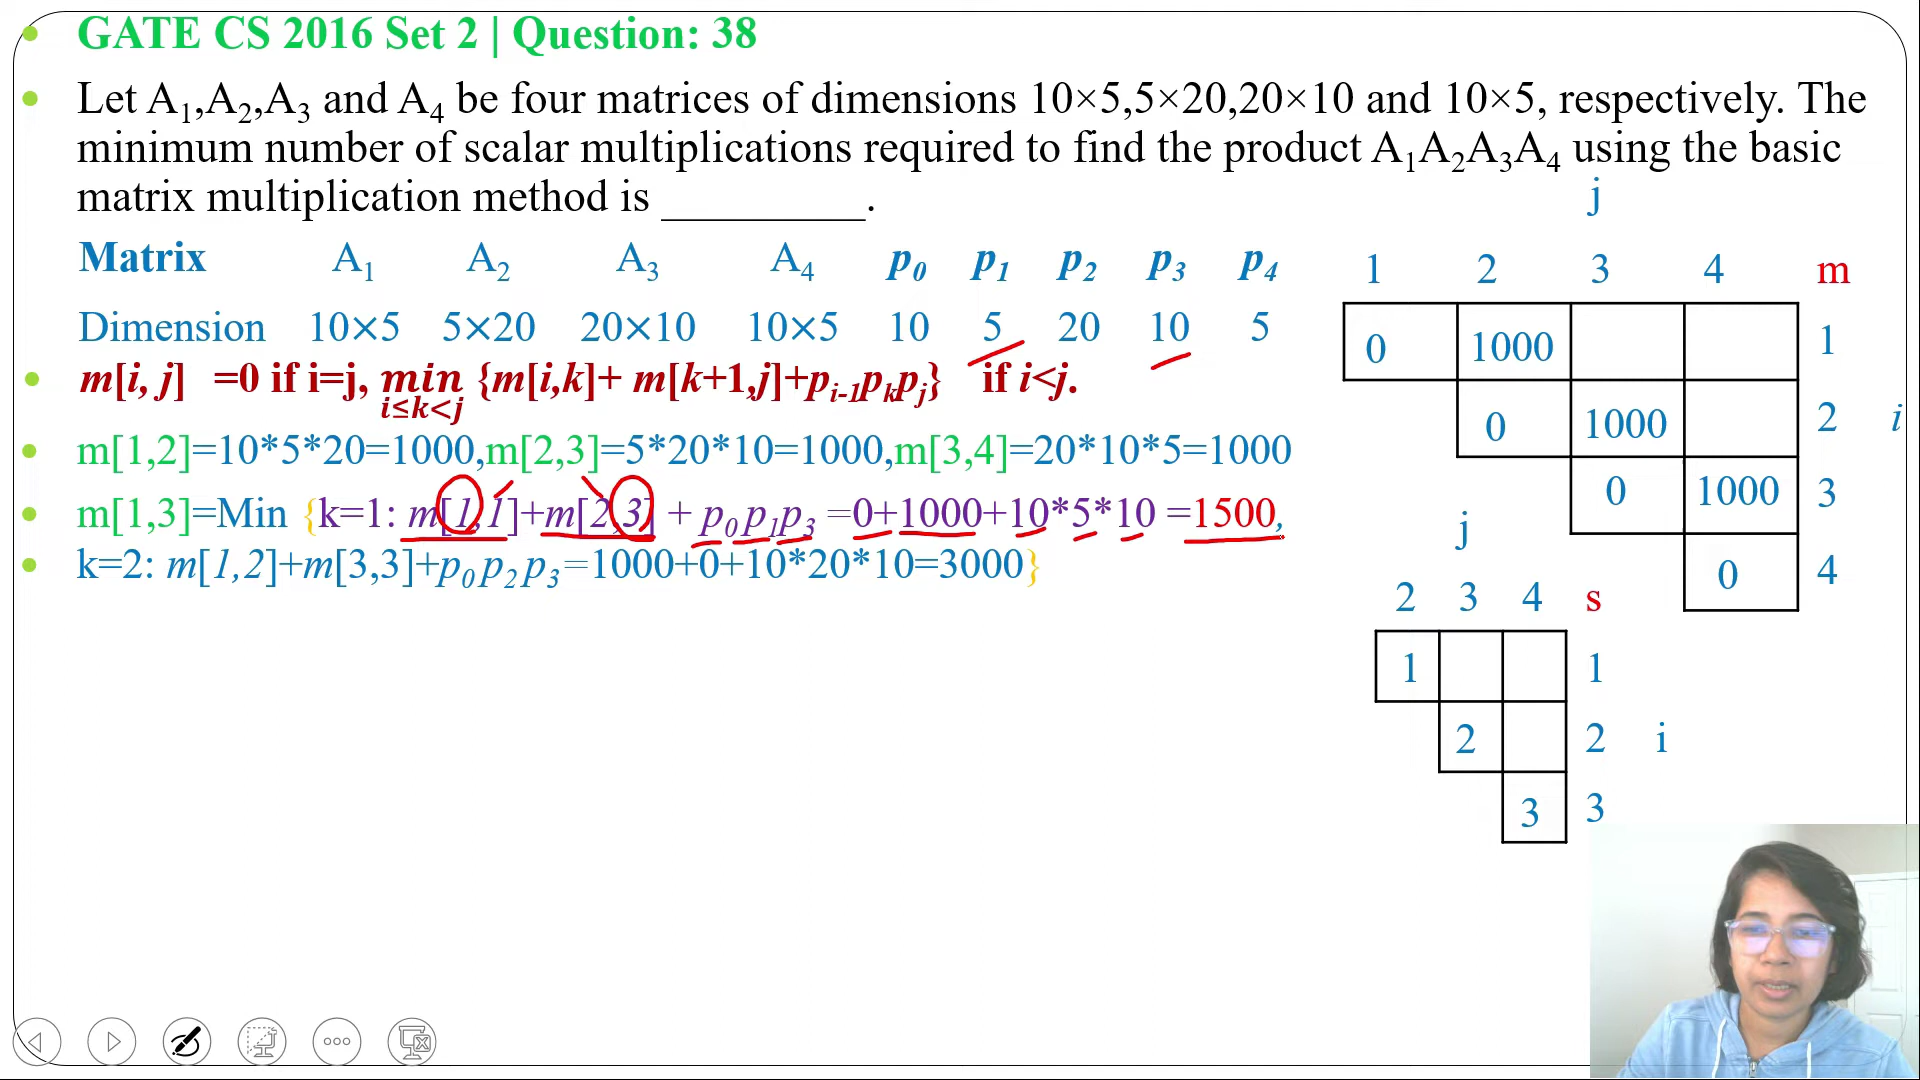 GATE CS 2016 Set 2 | Question: 38
Let A₁,A₂,A₃ and A₄ be four matrices of dimensions 10×5,5×20,20×10 and 10×5, respectively. The
minimum number of scalar multiplications required to find the product A₁A₂A₃A₄ using the basic
matrix multiplication method is _________.
Matrix A₁ A₂ A₃ A₄ p₀ p₁ p₂ p₃ p₄
Dimension 10×5 5×20 20×10 10×5 10 5 20 10 5
m[i, j] =0 if i=j, min {m[i,k]+ m[k+1,j]+pᵢ₋₁pₖpⱼ} if i<j.
i≤k<j
m[1,2]=10*5*20=1000,m[2,3]=5*20*10=1000,m[3,4]=20*10*5=1000
m[1,3]=Min {k=1: m[1,1]+m[2,3] + p₀p₁p₃ =0+1000+10*5*10 =1500,
k=2: m[1,2]+m[3,3]+p₀p₂p₃=1000+0+10*20*10=3000}
j
1 2 3 4 m
0 1000 1
0 1000 2 i
0 1000 3
0 4
j
2 3 4 s
1 1
2 2 i
3 3